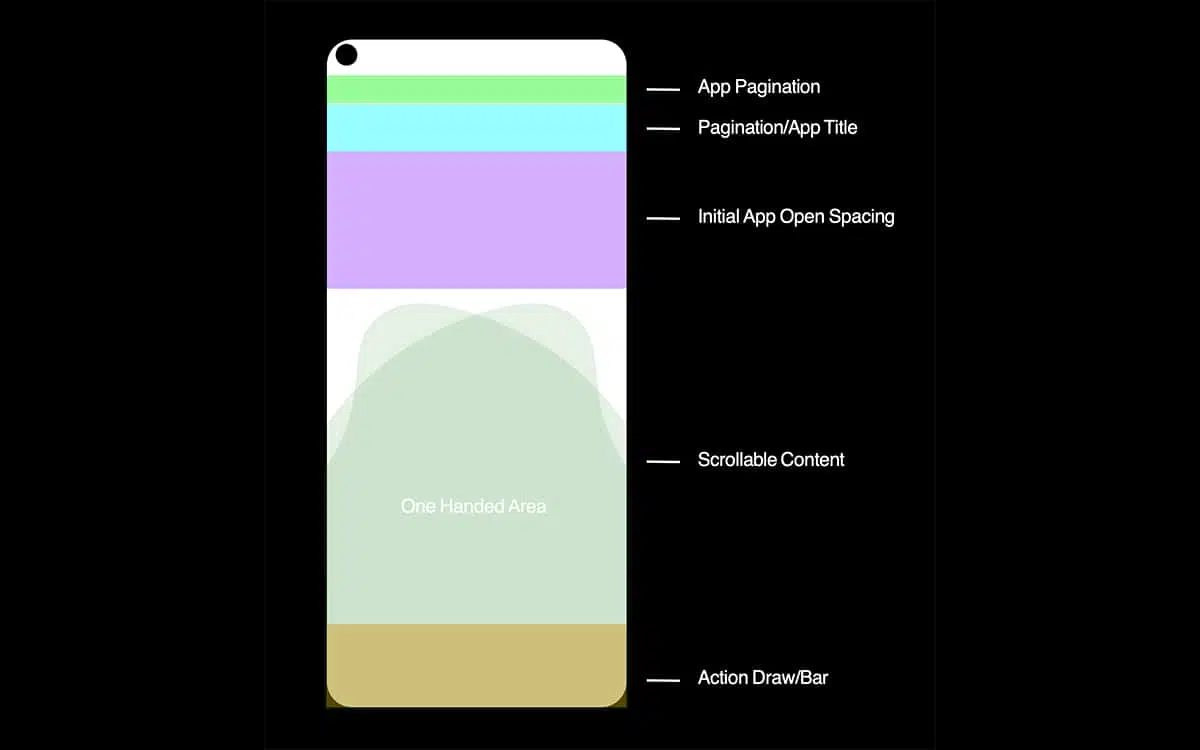 App Pagination
Pagination/App Title
Initial App Open Spacing
Scrollable Content
One Handed Area
Action Draw/Bar